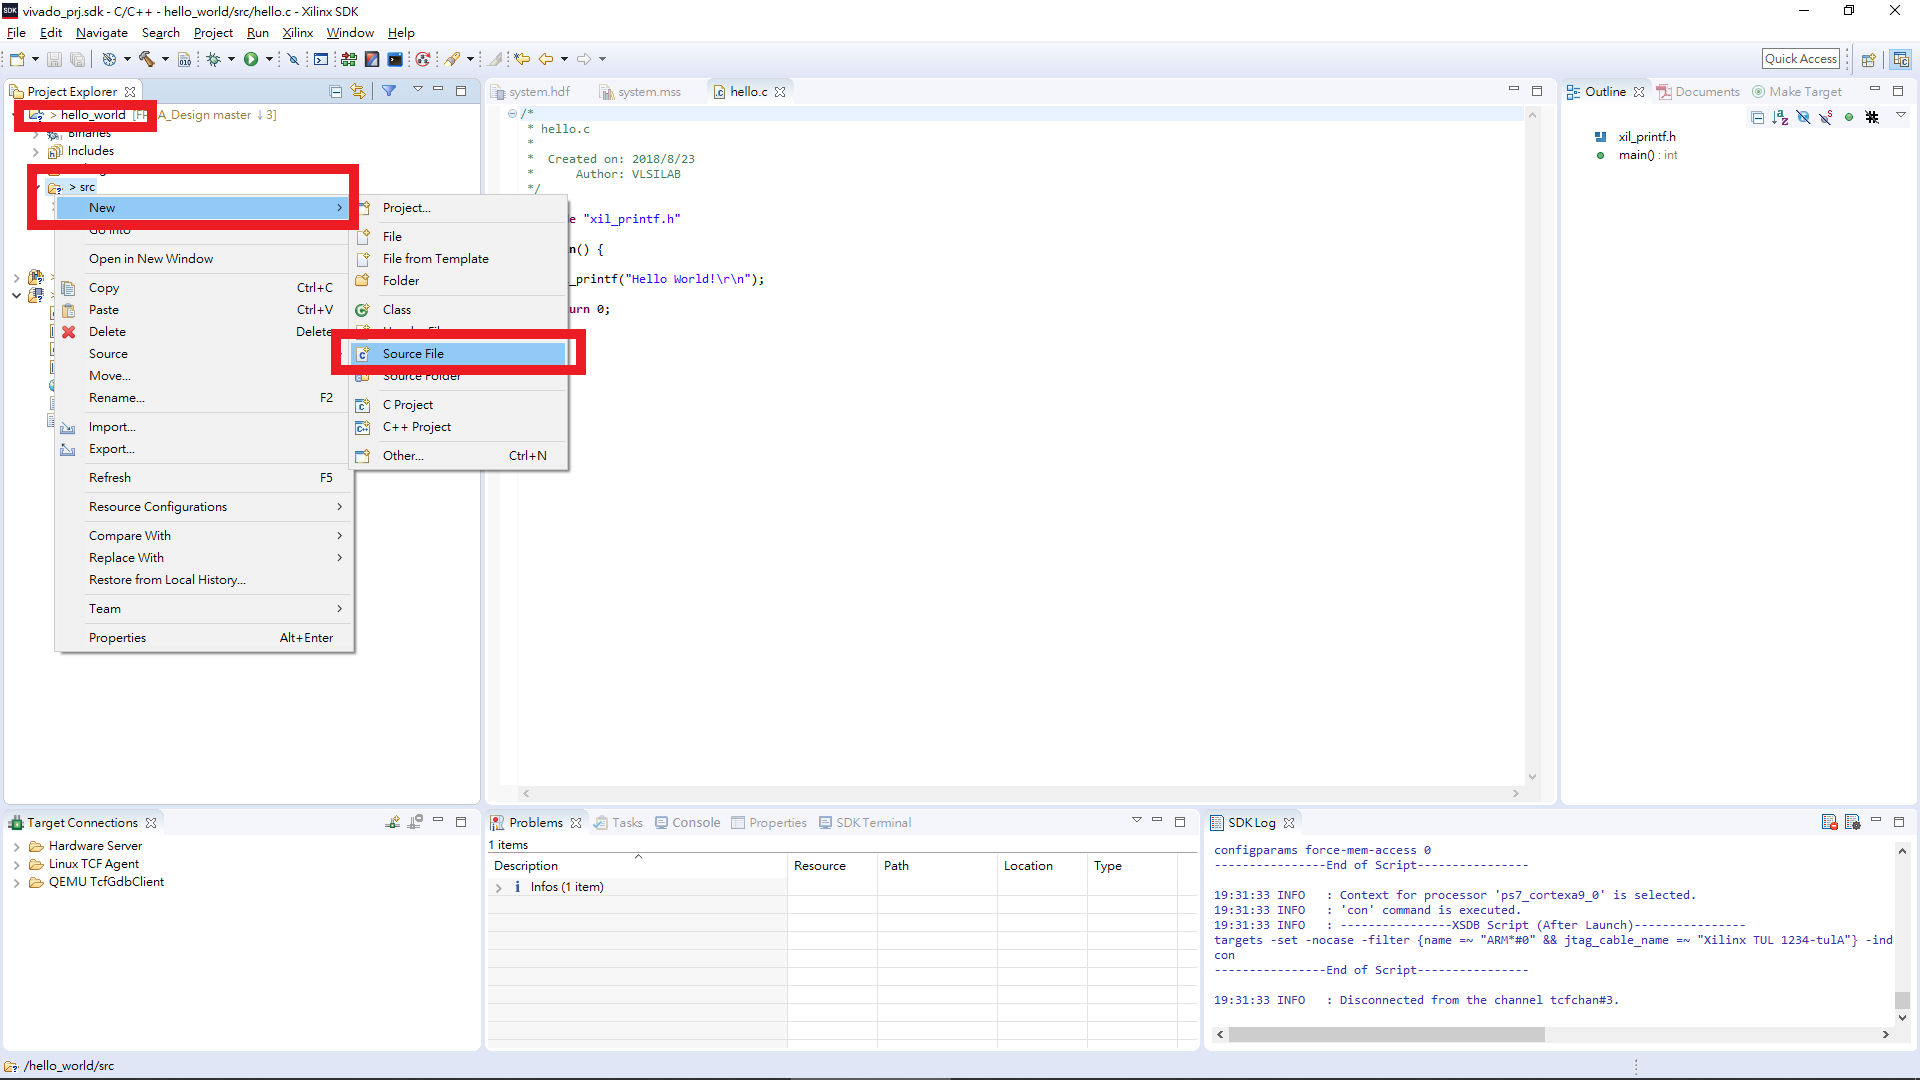 vivado_prj.sdk - C/C++ - hello_world/src/hello.c - Xilinx SDK
File Edit Navigate Search Project Run Xilinx Window Help
Quick Access
Project Explorer
> hello_world A_Design master ↓ 3]
Binaries
Includes
> src
New
Go Into
Open in New Window
Copy Ctrl+C
Paste Ctrl+V
Delete Delete
Source
Move...
Rename... F2
Import...
Export...
Refresh F5
Resource Configurations
Compare With
Replace With
Restore from Local History...
Team
Properties Alt+Enter
Project...
File
File from Template
Folder
Class
Header File
Source File
Source Folder
C Project
C++ Project
Other... Ctrl+N
system.hdf system.mss hello.c
/*
* hello.c
*
* Created on: 2018/8/23
* Author: VLSILAB
*/
e "xil_printf.h"
n() {
_printf("Hello World!\r\n");
urn 0;
Outline Documents Make Target
xil_printf.h
main() : int
Target Connections
Hardware Server
Linux TCF Agent
QEMU TcfGdbClient
Problems Tasks Console Properties SDK Terminal
1 items
Description Resource Path Location Type
Infos (1 item)
SDK Log
configparams force-mem-access 0
----------------End of Script----------------
19:31:33 INFO : Context for processor 'ps7_cortexa9_0' is selected.
19:31:33 INFO : 'con' command is executed.
19:31:33 INFO : ----------------XSDB Script (After Launch)----------------
targets -set -nocase -filter {name =~ "ARM*#0" && jtag_cable_name =~ "Xilinx TUL 1234-tulA"} -ind
con
----------------End of Script----------------
19:31:33 INFO : Disconnected from the channel tcfchan#3.
/hello_world/src